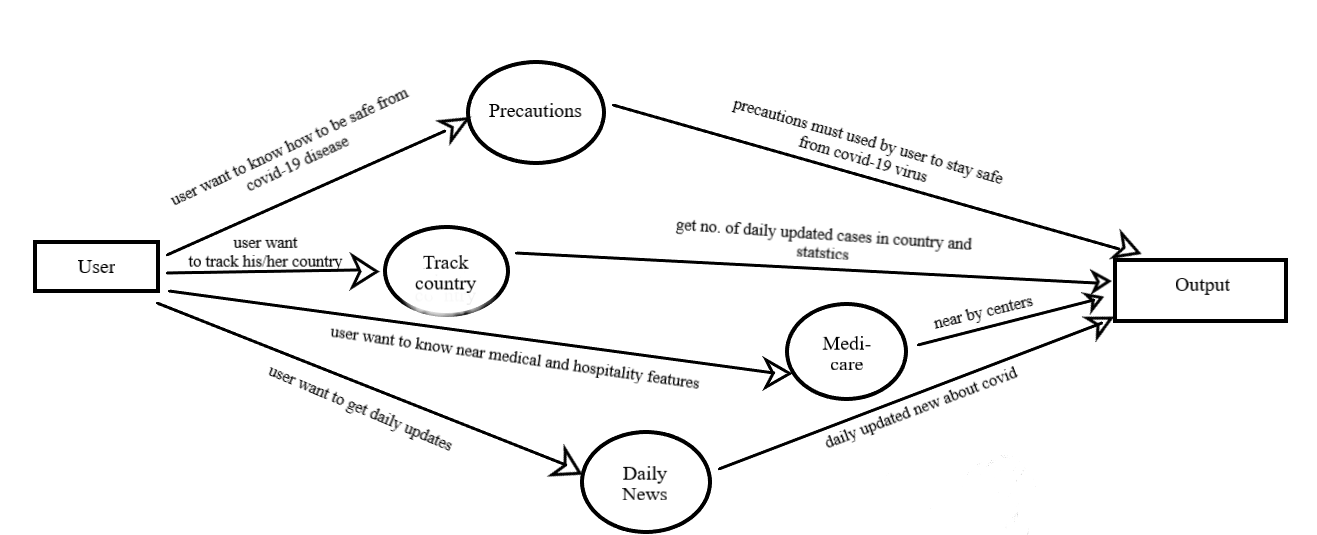 user want to know how to be safe from
covid-19 disease
Precautions
precautions must used by user to stay safe
from covid-19 virus
User
user want
to track his/her country
Track
country
get no. of daily updated cases in country and
statstics
Output
user want to know near medical and hospitality features
Medi-
care
near by centers
user want to get daily updates
Daily
News
daily updated new about covid